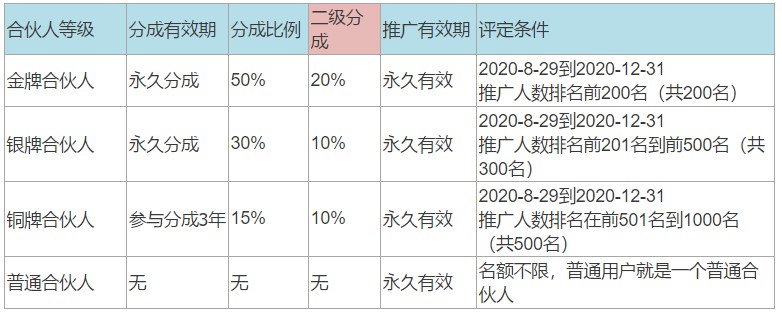 合伙人等级 分成有效期 分成比例 二级分
成 推广有效期 评定条件
金牌合伙人 永久分成 50% 20% 永久有效 2020-8-29到2020-12-31
推广人数排名前200名（共200名）
银牌合伙人 永久分成 30% 10% 永久有效 2020-8-29到2020-12-31
推广人数排名前201名到前500名（共
300名）
铜牌合伙人 参与分成3年 15% 10% 永久有效 2020-8-29到2020-12-31
推广人数排名在前501名到1000名
（共500名）
普通合伙人 无 无 无 永久有效 名额不限，普通用户就是一个普通合
伙人